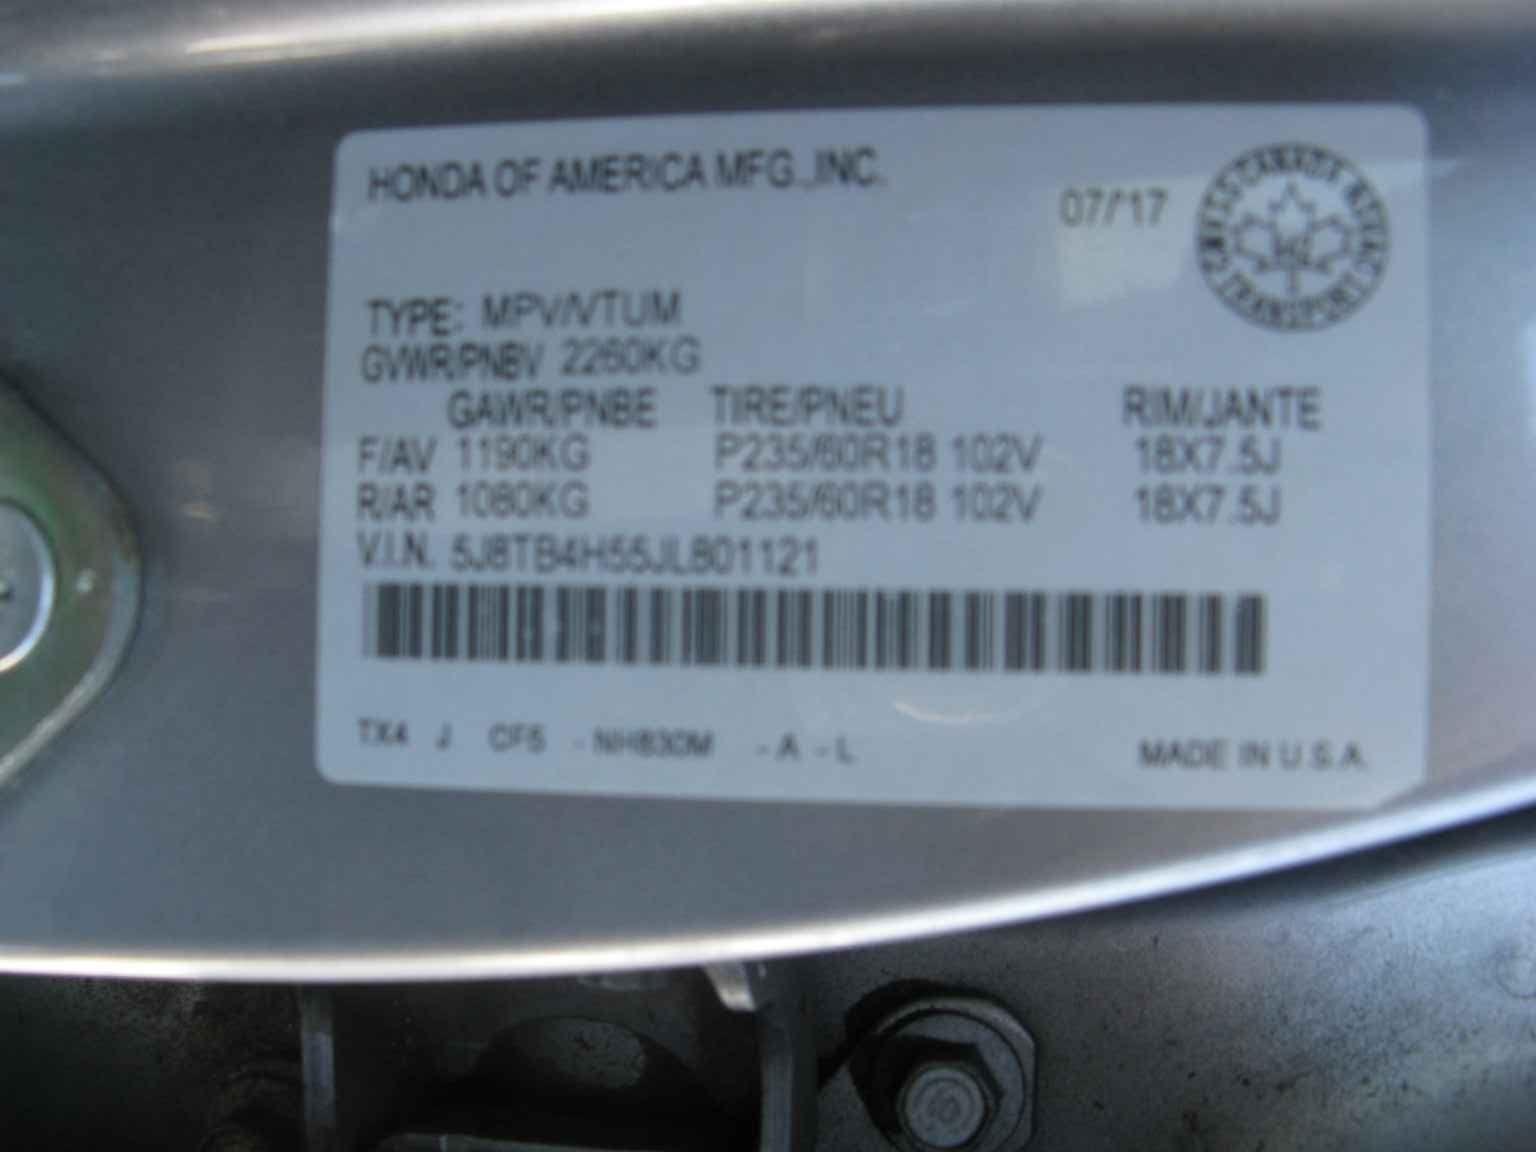 HONDA OF AMERICA MFG.,INC.
07/'17
CANADA
TRANSPORT
TYPE: MPV/VTUM
GVWR/PNBV 2260KG
GAWR/PNBE TIRE/PNEU RIM/JANTE
F/AV 1190KG P235/60R18 102V 18X7.5J
R/AR 1080KG P235/60R18 102V 18X7.5J
V.I.N. 5J8TB4H55JL801121
TX4 J CF5 - NH830M - A - L
MADE IN U.S.A.